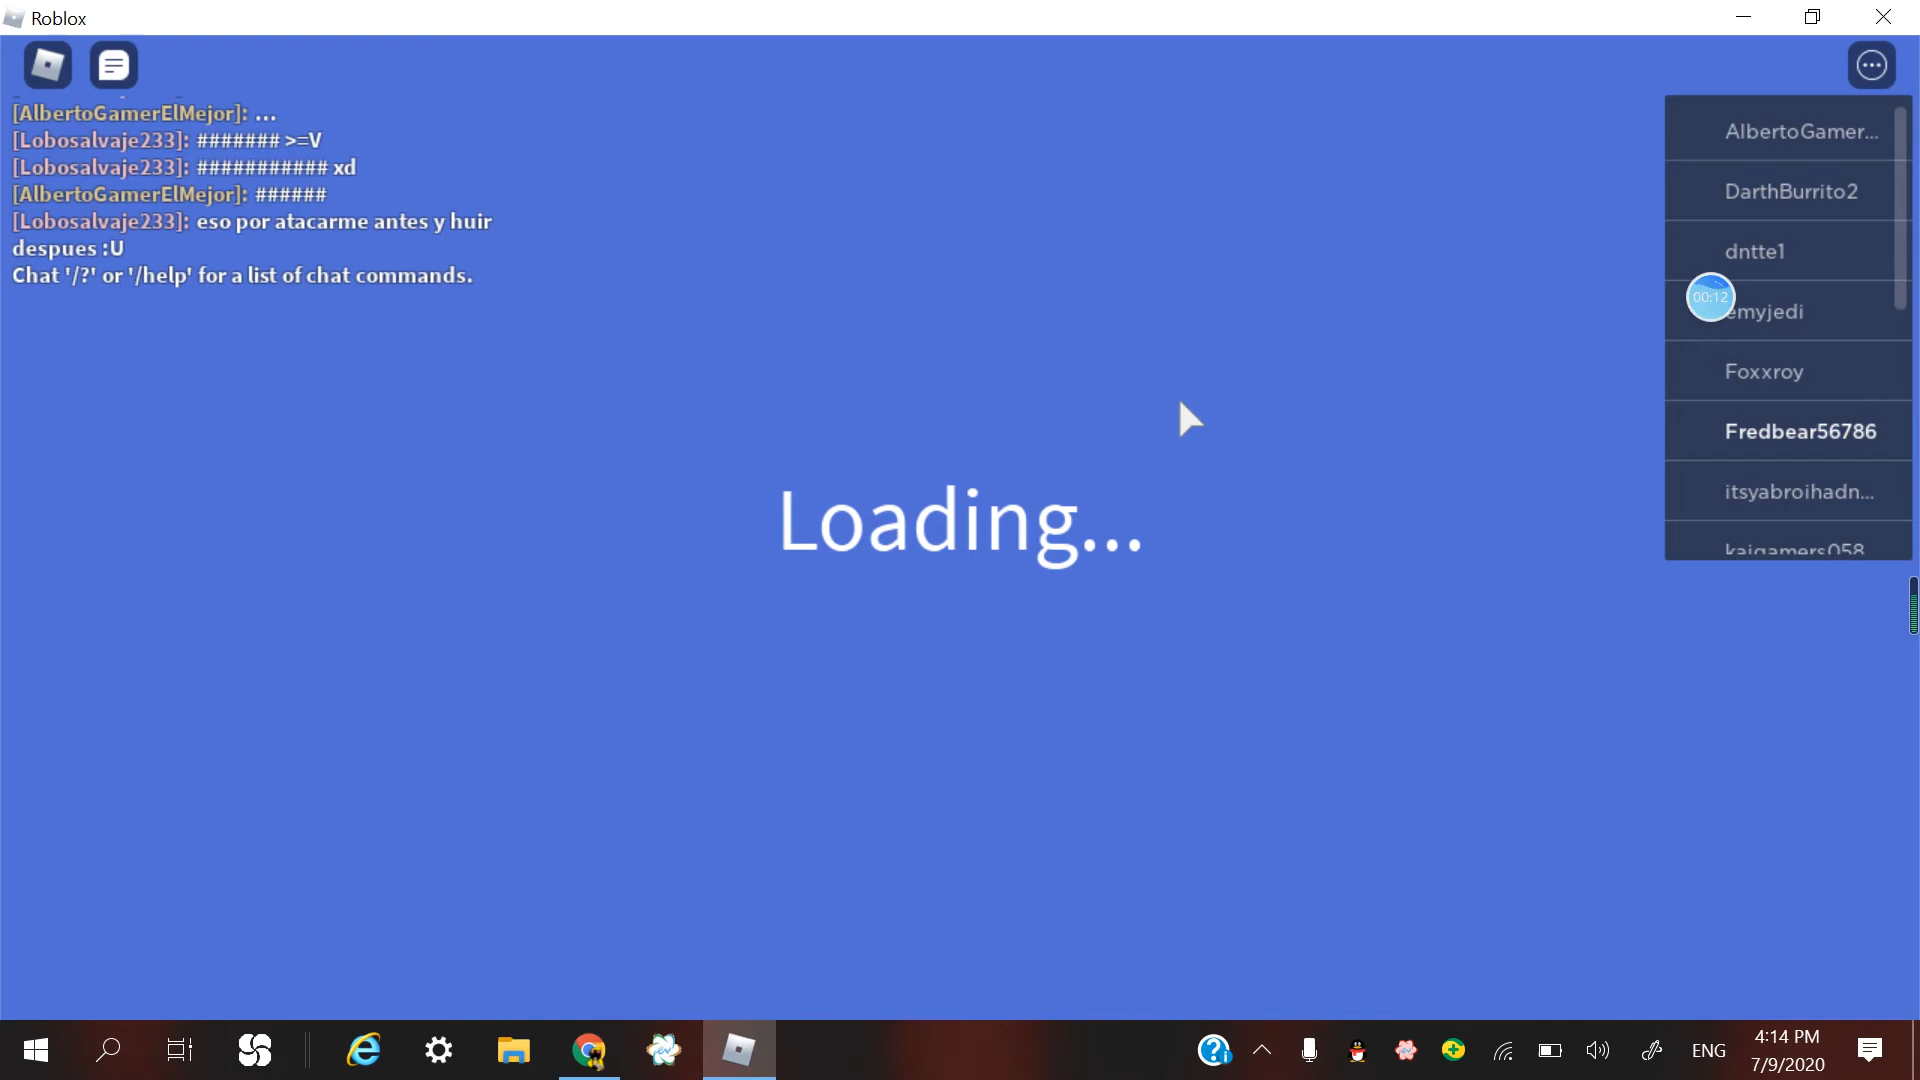 Roblox
[AlbertoGamerElMejor]: ...
[Lobosalvaje233]: ####### >=V
[Lobosalvaje233]: ########### xd
[AlbertoGamerElMejor]: ######
[Lobosalvaje233]: eso por atacarme antes y huir
despues :U
Chat '/?' or '/help' for a list of chat commands.
AlbertoGamer...
DarthBurrito2
dntte1
00:12
emyjedi
Foxxroy
Fredbear56786
itsyabroihadn...
kaigamers058
Loading...
ENG
4:14 PM
7/9/2020